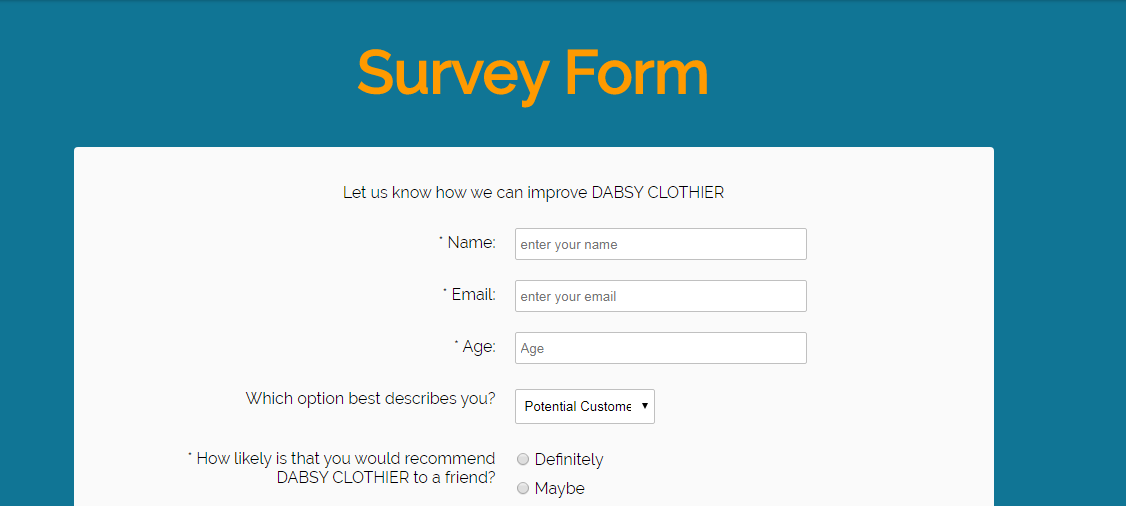 Survey Form
Let us know how we can improve DABSY CLOTHIER
* Name:
enter your name
* Email:
enter your email
* Age:
Age
Which option best describes you?
Potential Custome
* How likely is that you would recommend
DABSY CLOTHIER to a friend?
Definitely
Maybe